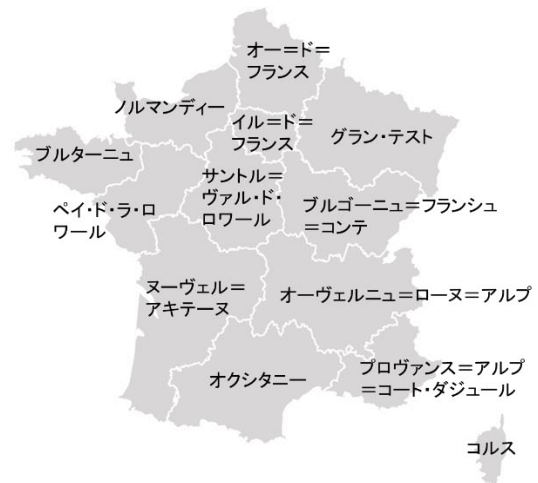 オー=ド=
フランス
ノルマンディー
イル=ド=
フランス
グラン・テスト
ブルターニュ
サントル=
ヴァル・ド・
ロワール
ペイ・ド・ラ・ロ
ワール
ブルゴーニュ=フランシュ
=コンテ
ヌーヴェル=
アキテーヌ
オーヴェルニュ=ローヌ=アルプ
オクシタニー
プロヴァンス=アルプ
=コート・ダジュール
コルス